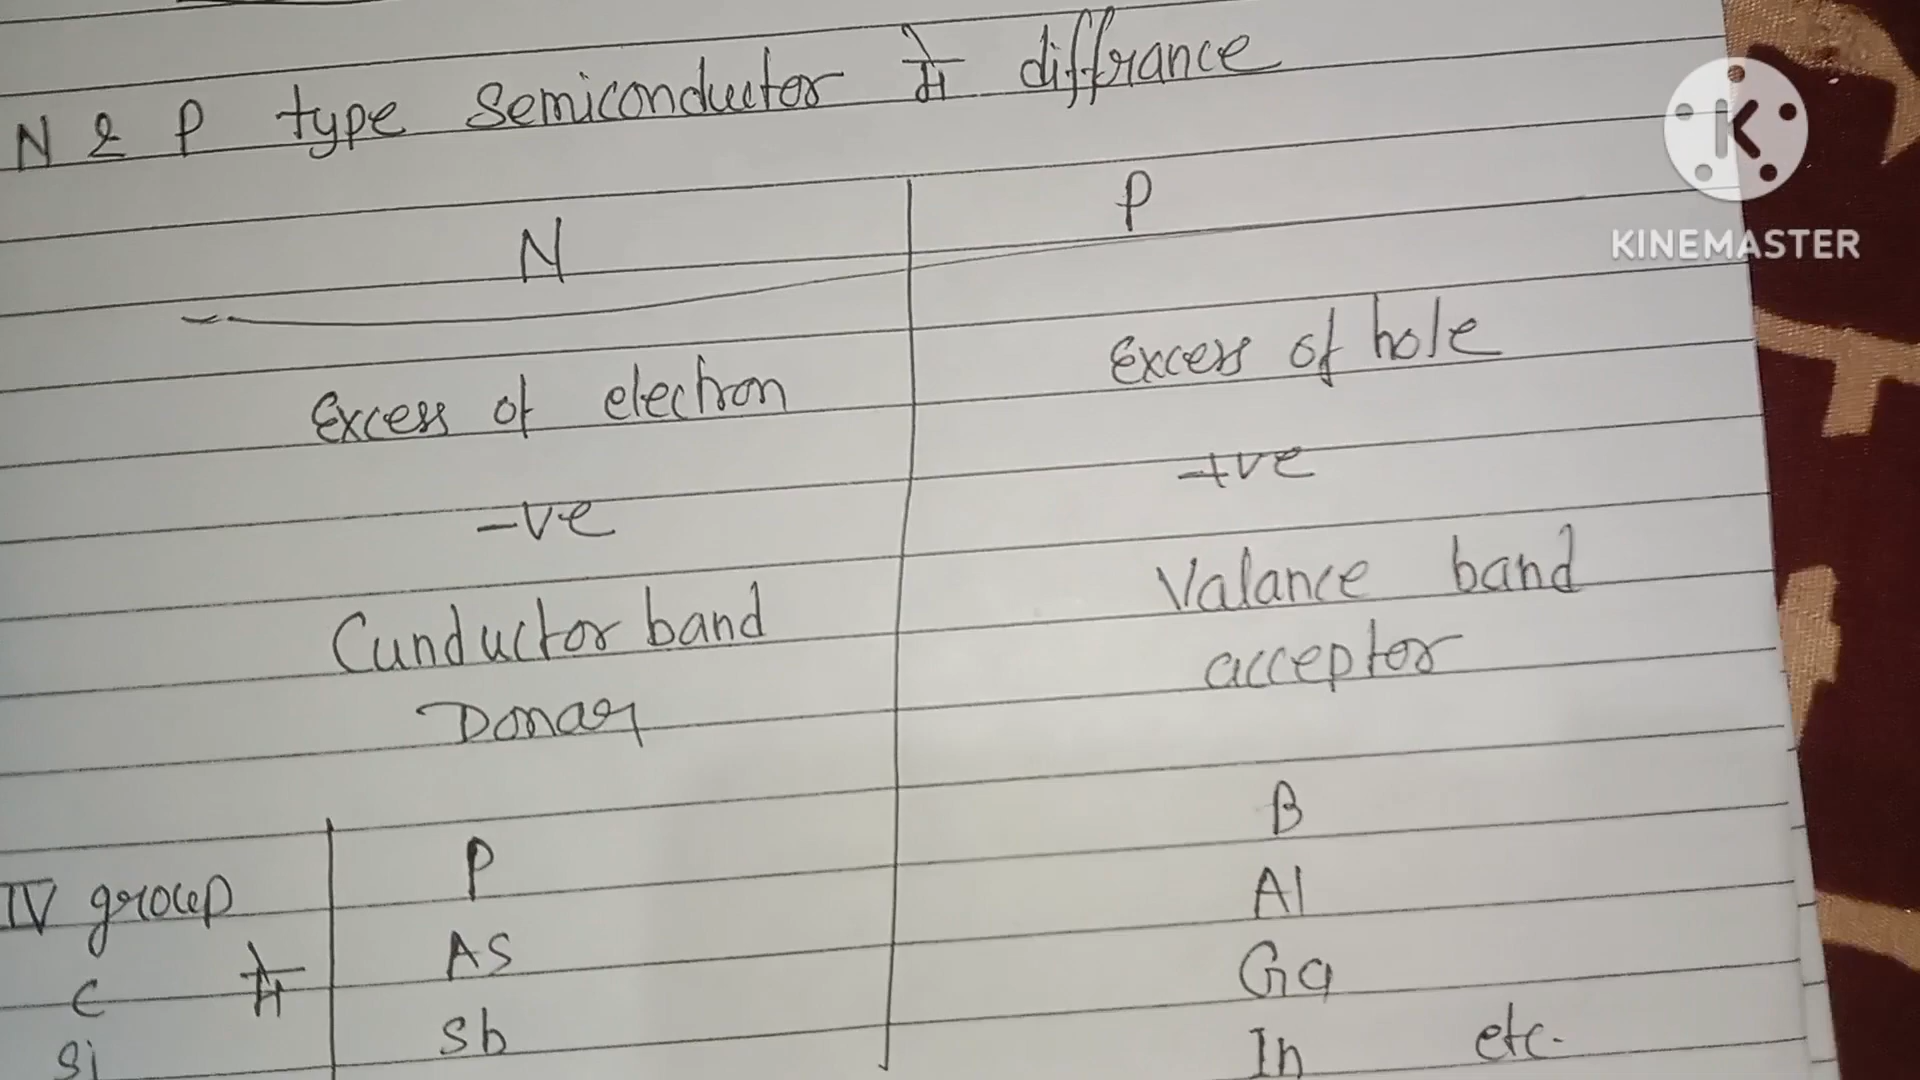 N & P type Semiconductor में diffrance
N P
Excess of electron Excess of hole
-ve +ve
Cunductor band Valance band
Donar acceptor
IV group P B
C में As Al
Si Sb Ga
In etc.
KINEMASTER